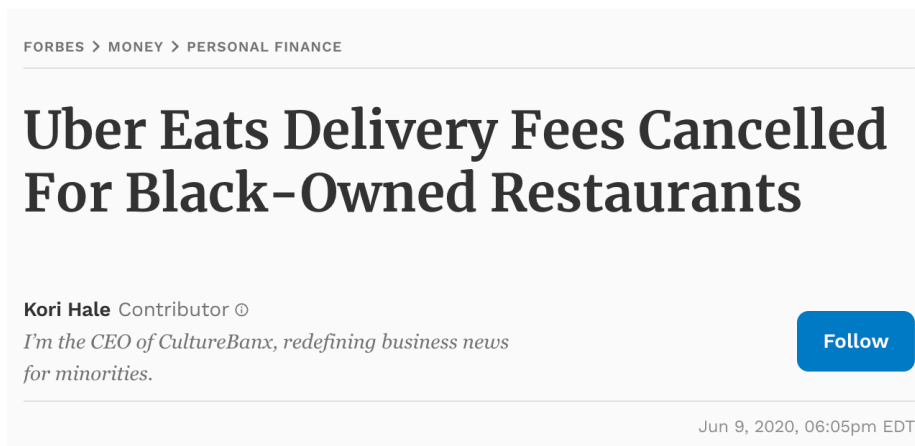 FORBES > MONEY > PERSONAL FINANCE
Uber Eats Delivery Fees Cancelled
For Black-Owned Restaurants
Kori Hale Contributor
I'm the CEO of CultureBanx, redefining business news
for minorities.
Follow
Jun 9, 2020, 06:05pm EDT